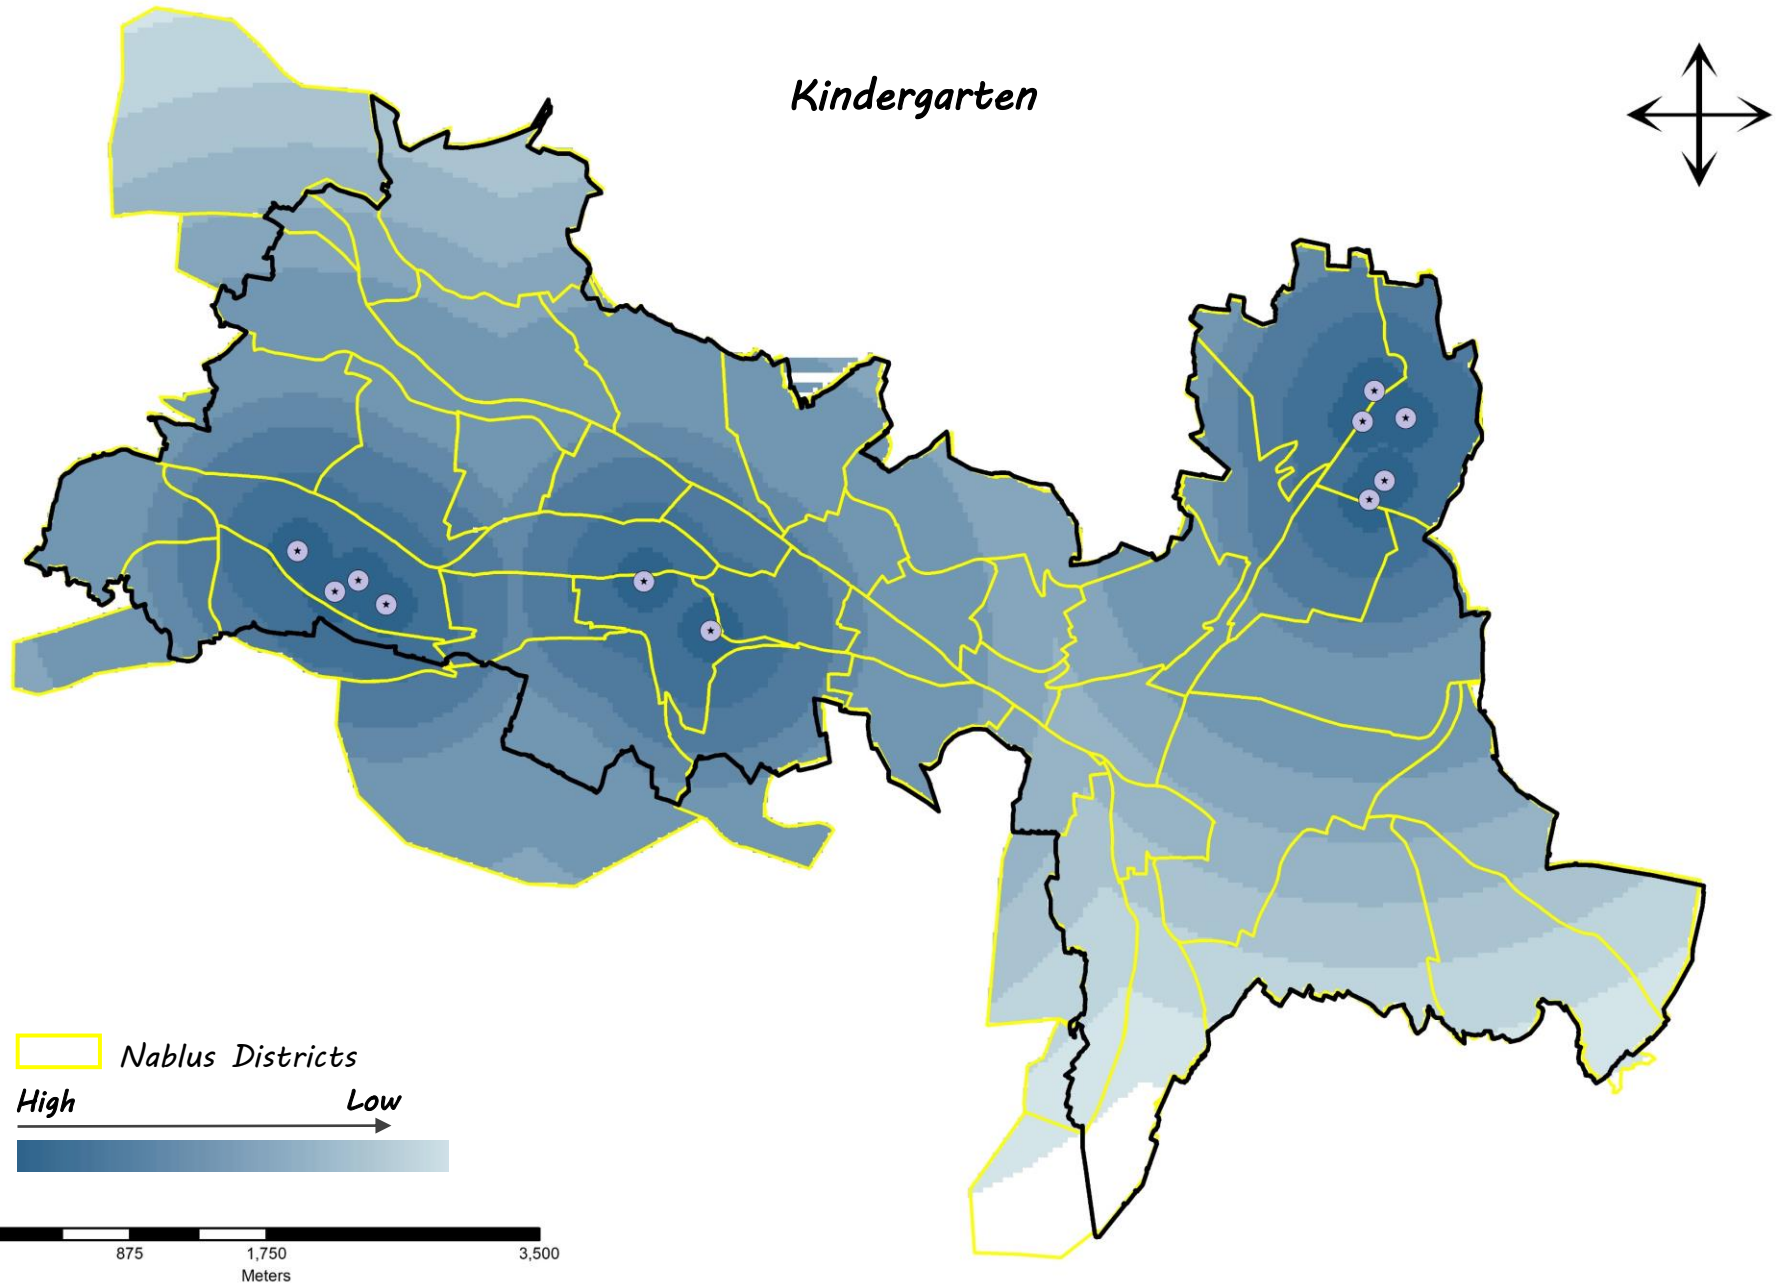 Kindergarten
Nablus Districts
High Low
875 1,750 3,500
Meters